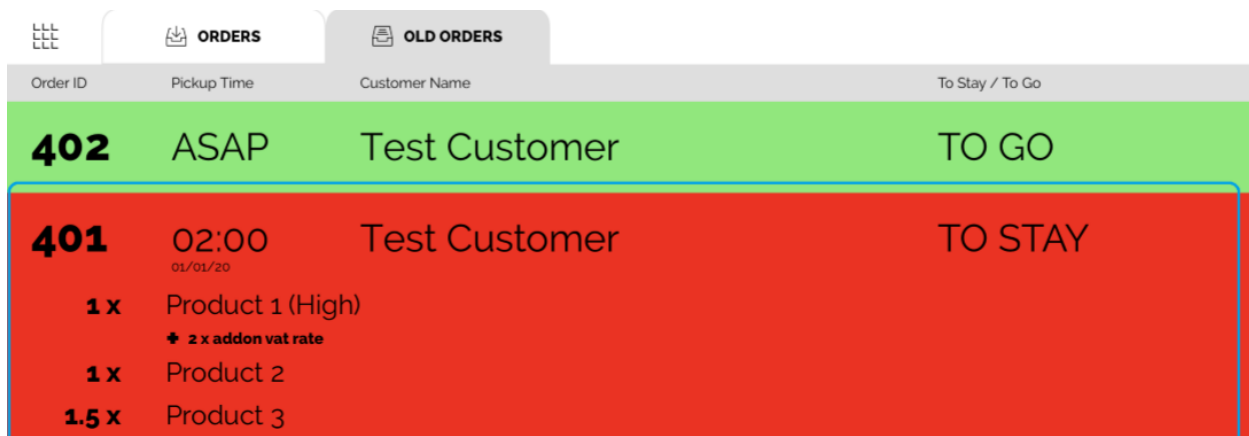 ORDERS OLD ORDERS
Order ID Pickup Time Customer Name To Stay / To Go
402 ASAP Test Customer TO GO
401 02:00 Test Customer TO STAY
01/01/20
1 x Product 1 (High)
+ 2 x addon vat rate
1 x Product 2
1.5 x Product 3